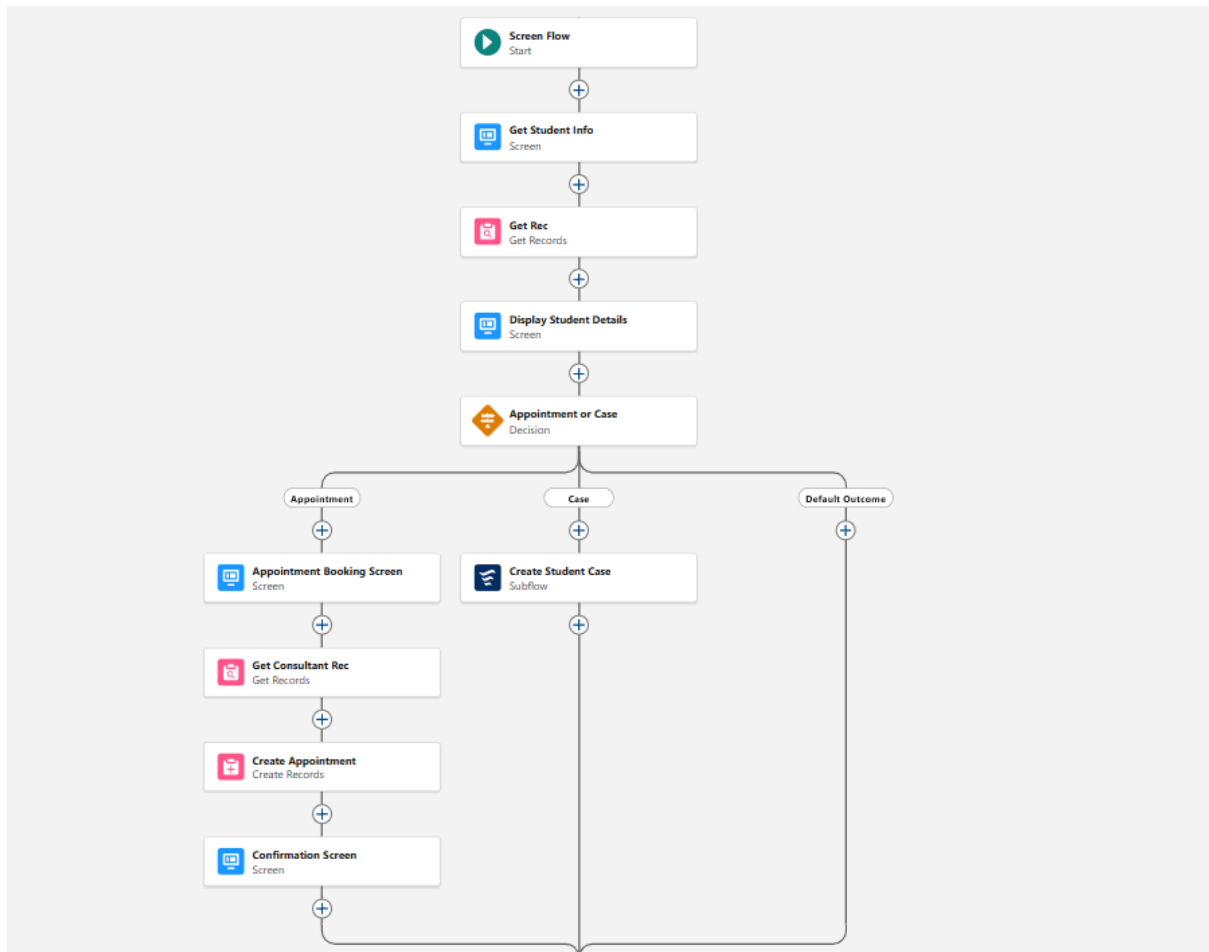 Screen Flow
Start
Get Student Info
Screen
Get Rec
Get Records
Display Student Details
Screen
Appointment or Case
Decision
Appointment
Case
Default Outcome
Appointment Booking Screen
Screen
Create Student Case
Subflow
Get Consultant Rec
Get Records
Create Appointment
Create Records
Confirmation Screen
Screen